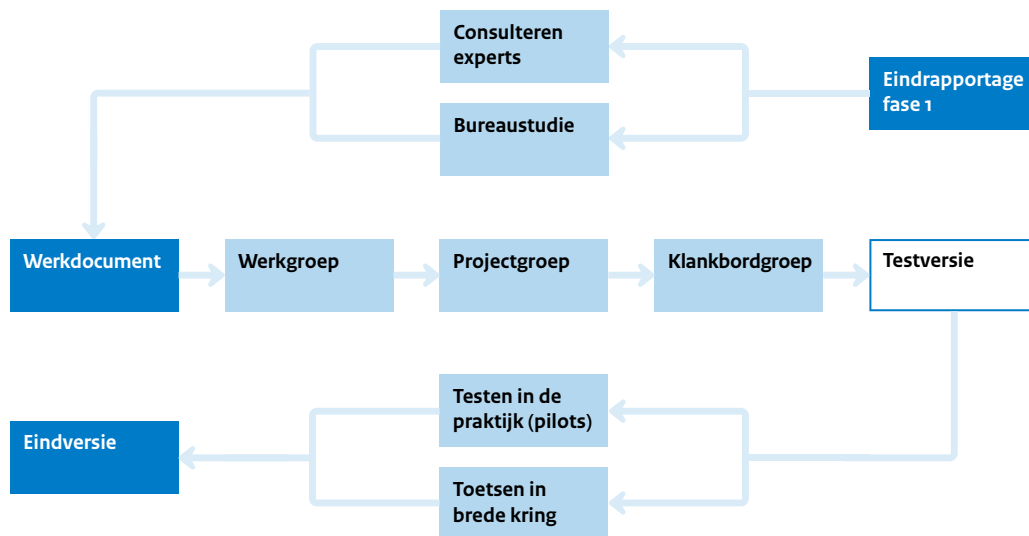 Consulteren
experts
Eindrapportage
fase 1
Bureaustudie
Werkdocument
Werkgroep
Projectgroep
Klankbordgroep
Testversie
Testen in de
praktijk (pilots)
Eindversie
Toetsen in
brede kring